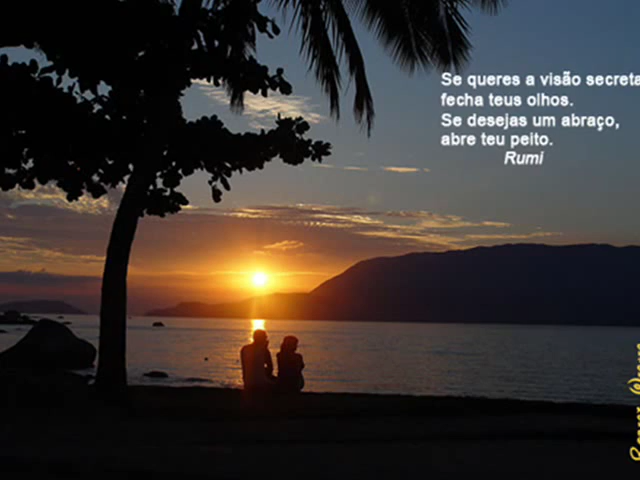 Se queres a visão secreta
fecha teus olhos.
Se desejas um abraço,
abre teu peito.
Rumi